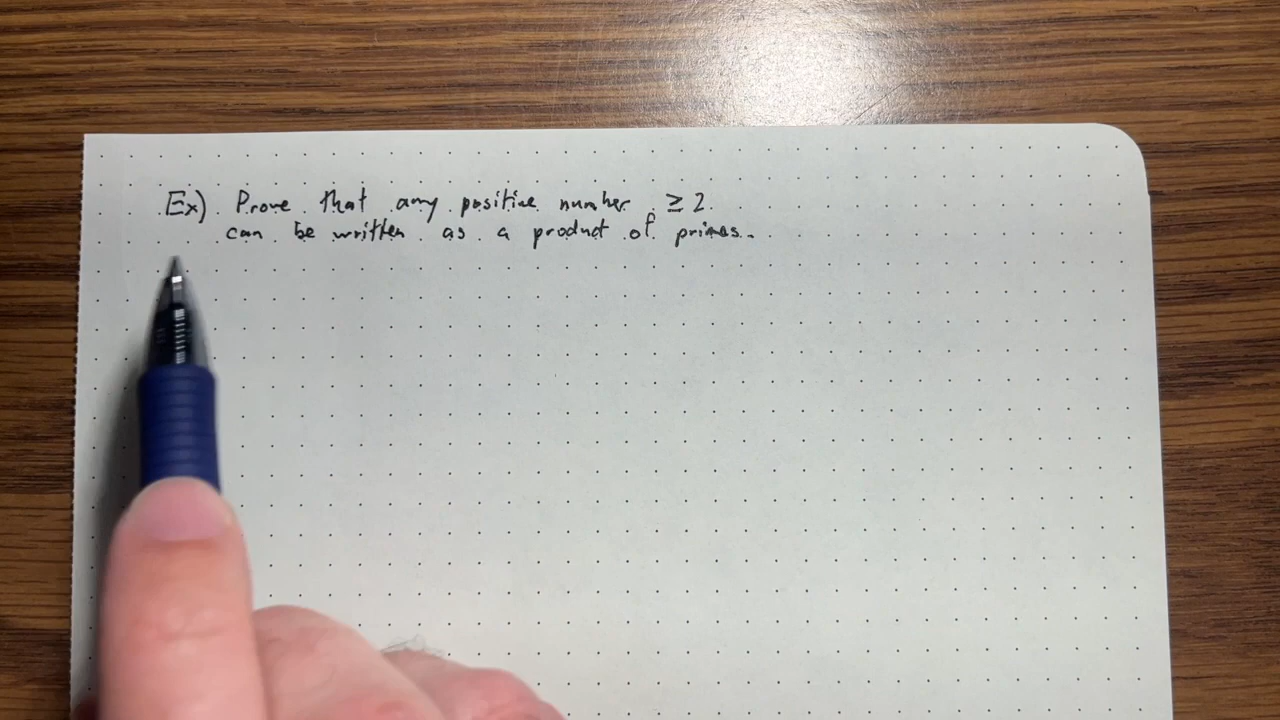 Ex) Prove that any positive number ≥ 2
can be written as a product of primes.